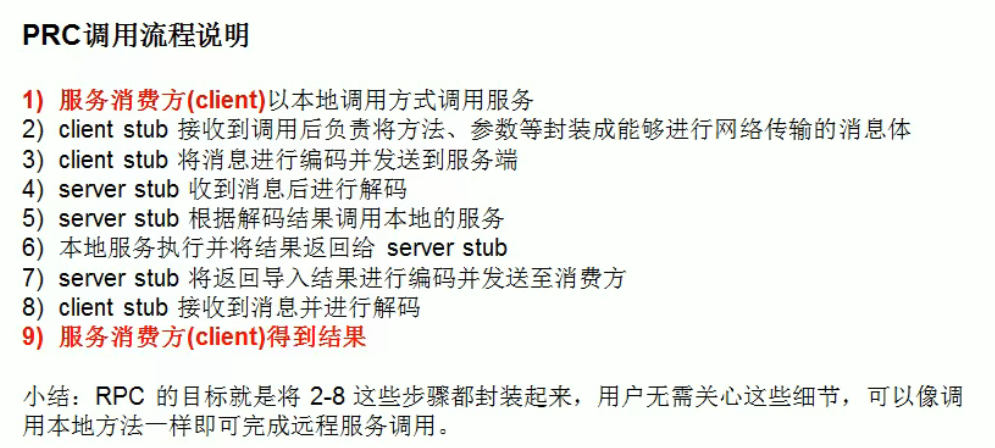 PRC调用流程说明
1) 服务消费方(client)以本地调用方式调用服务
2) client stub 接收到调用后负责将方法、参数等封装成能够进行网络传输的消息体
3) client stub 将消息进行编码并发送到服务端
4) server stub 收到消息后进行解码
5) server stub 根据解码结果调用本地的服务
6) 本地服务执行并将结果返回给 server stub
7) server stub 将返回导入结果进行编码并发送至消费方
8) client stub 接收到消息并进行解码
9) 服务消费方(client)得到结果
小结：RPC 的目标就是将 2-8 这些步骤都封装起来，用户无需关心这些细节，可以像调
用本地方法一样即可完成远程服务调用。